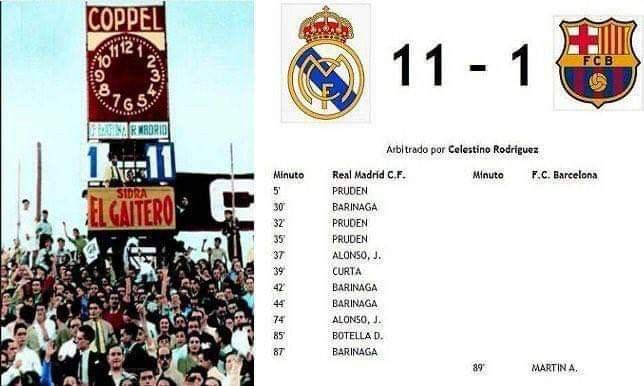 COPPEL
12
1
2
3
4
5
6
7
8
9
10
11
R. MADRID
1 11
SIDRA
EL GAITERO
11 - 1
FCB
Arbitrado por Celestino Rodriguez
Minuto Real Madrid C.F. Minuto F.C. Barcelona
5' PRUDEN
30' BARINAGA
32' PRUDEN
35' PRUDEN
37' ALONSO, J.
39' CURTA
42' BARINAGA
44' BARINAGA
74' ALONSO, J.
85' BOTELLA D.
87' BARINAGA
89' MARTIN A.